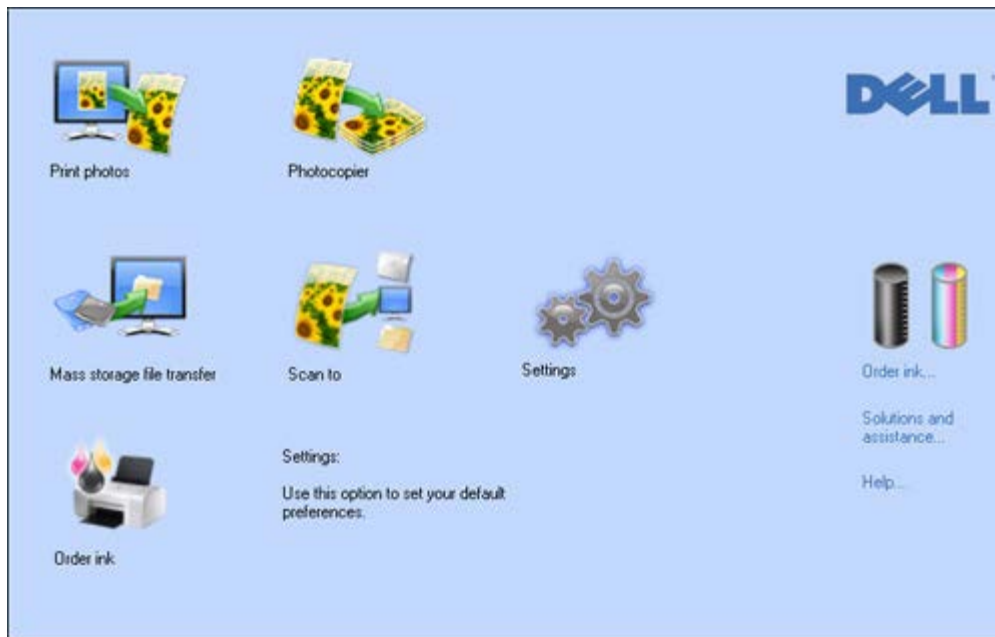 DELL
Print photos
Photocopier
Mass storage file transfer
Scan to
Settings
Order ink...
Solutions and
assistance...
Help...
Settings:
Use this option to set your default
preferences.
Order ink